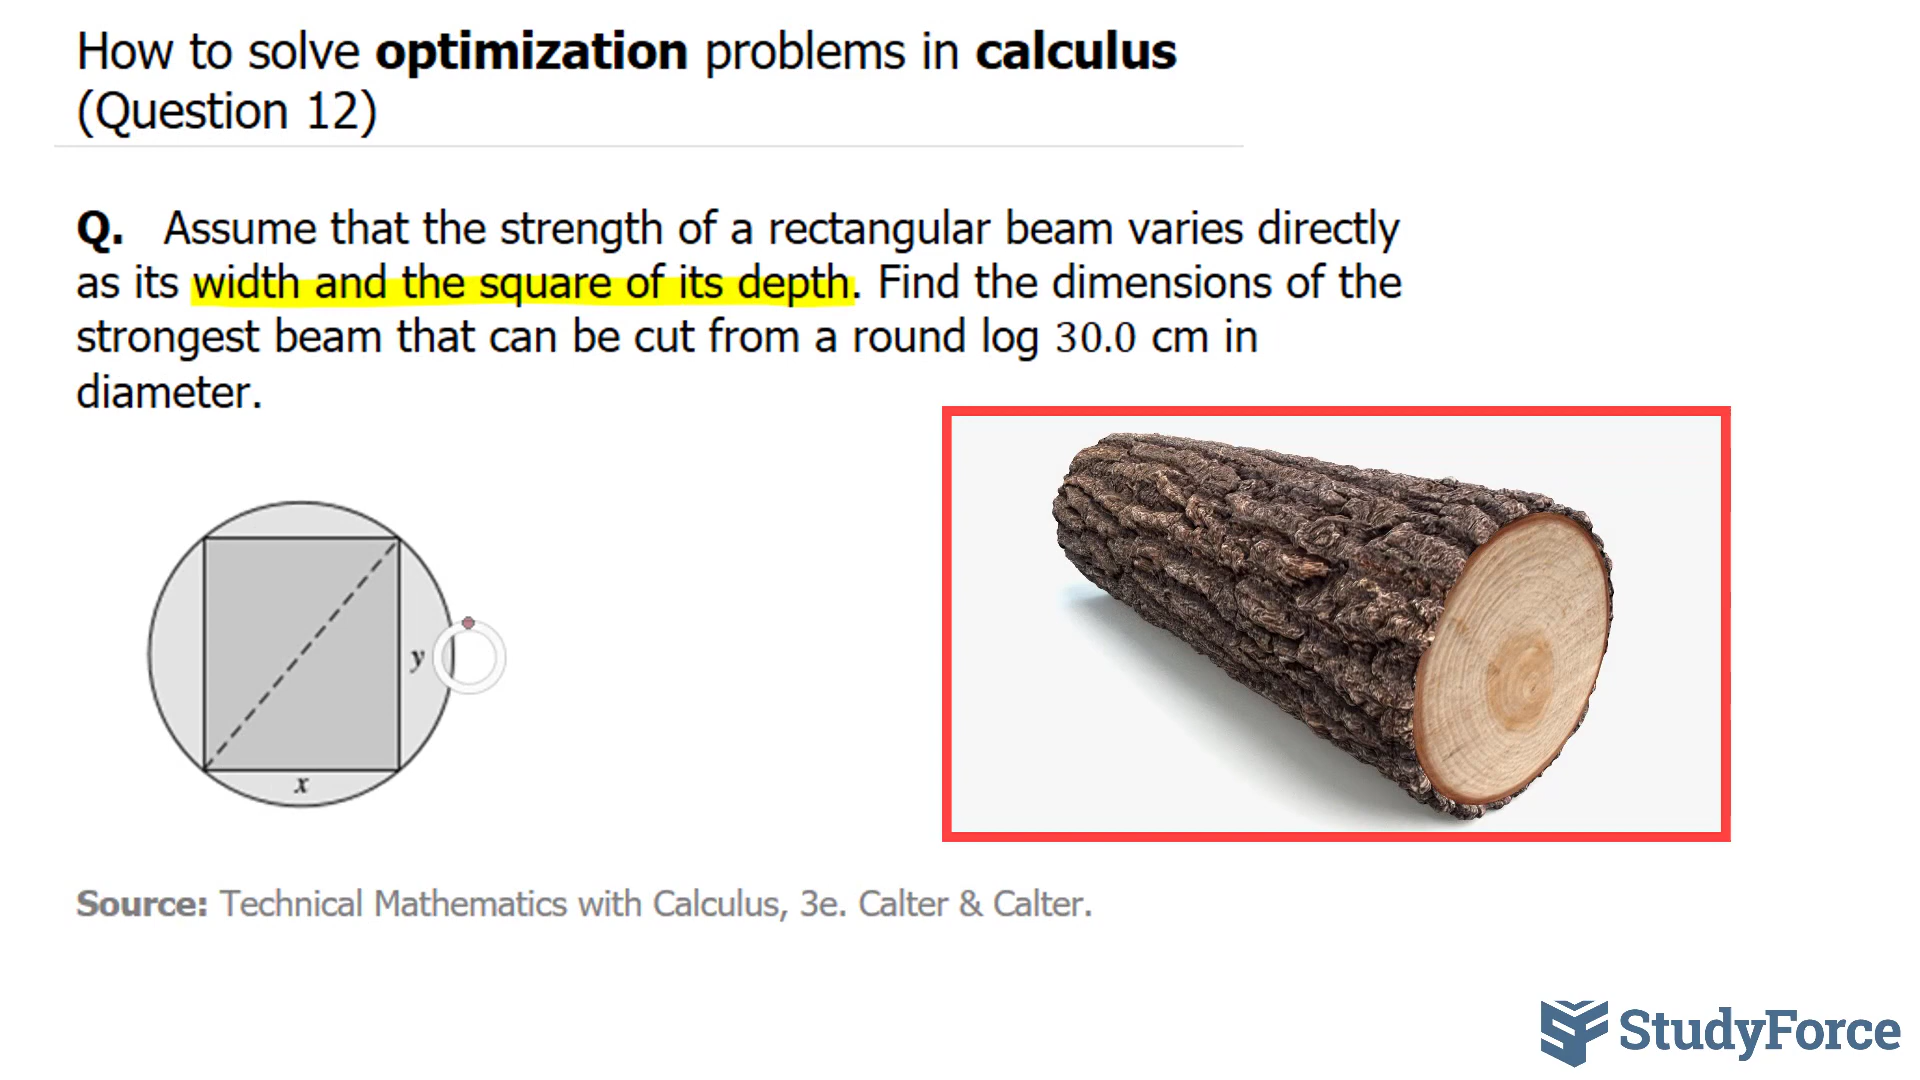 How to solve optimization problems in calculus
(Question 12)
Q. Assume that the strength of a rectangular beam varies directly
as its width and the square of its depth. Find the dimensions of the
strongest beam that can be cut from a round log 30.0 cm in
diameter.
y
x
Source: Technical Mathematics with Calculus, 3e. Calter & Calter.
StudyForce